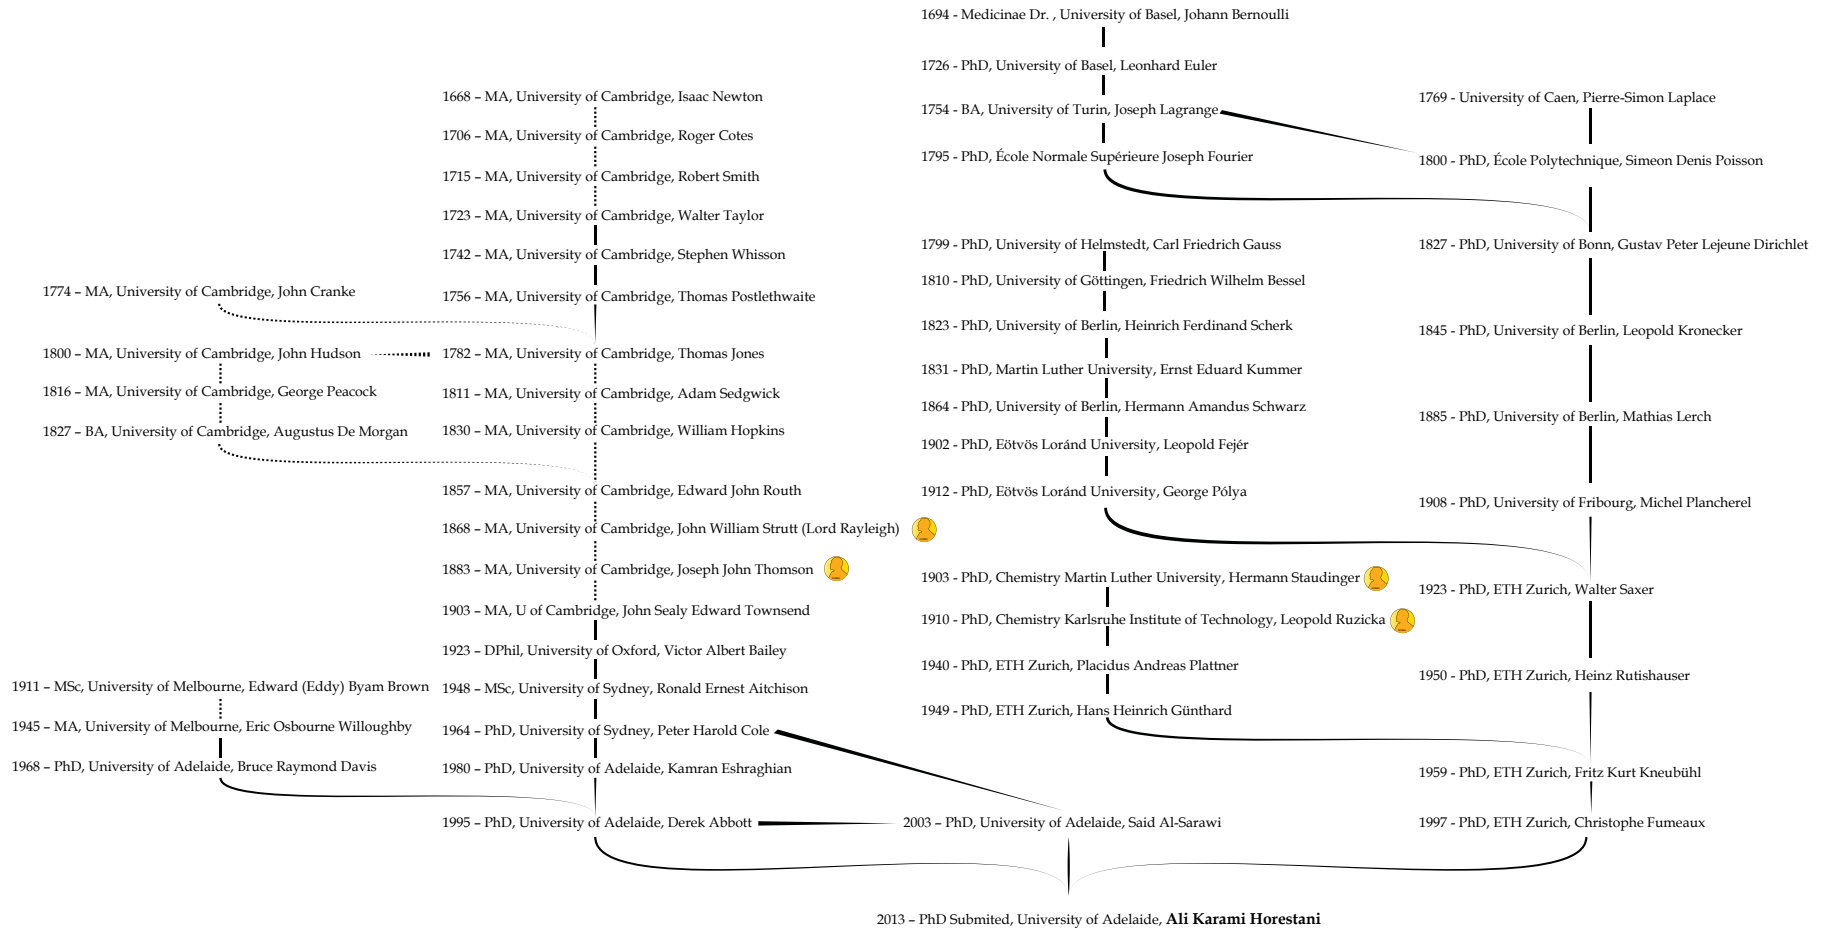 1694 - Medicinae Dr. , University of Basel, Johann Bernoulli
1726 - PhD, University of Basel, Leonhard Euler
1754 - BA, University of Turin, Joseph Lagrange
1795 - PhD, École Normale Supérieure Joseph Fourier
1769 - University of Caen, Pierre-Simon Laplace
1800 - PhD, École Polytechnique, Simeon Denis Poisson
1827 - PhD, University of Bonn, Gustav Peter Lejeune Dirichlet
1845 - PhD, University of Berlin, Leopold Kronecker
1885 - PhD, University of Berlin, Mathias Lerch
1908 - PhD, University of Fribourg, Michel Plancherel
1923 - PhD, ETH Zurich, Walter Saxer
1950 - PhD, ETH Zurich, Heinz Rutishauser
1959 - PhD, ETH Zurich, Fritz Kurt Kneubühl
1997 - PhD, ETH Zurich, Christophe Fumeaux
1799 - PhD, University of Helmstedt, Carl Friedrich Gauss
1810 - PhD, University of Göttingen, Friedrich Wilhelm Bessel
1823 - PhD, University of Berlin, Heinrich Ferdinand Scherk
1831 - PhD, Martin Luther University, Ernst Eduard Kummer
1864 - PhD, University of Berlin, Hermann Amandus Schwarz
1902 - PhD, Eötvös Loránd University, Leopold Fejér
1912 - PhD, Eötvös Loránd University, George Pólya
1903 - PhD, Chemistry Martin Luther University, Hermann Staudinger
1910 - PhD, Chemistry Karlsruhe Institute of Technology, Leopold Ruzicka
1940 - PhD, ETH Zurich, Placidus Andreas Plattner
1949 - PhD, ETH Zurich, Hans Heinrich Günthard
1668 – MA, University of Cambridge, Isaac Newton
1706 – MA, University of Cambridge, Roger Cotes
1715 – MA, University of Cambridge, Robert Smith
1723 – MA, University of Cambridge, Walter Taylor
1742 – MA, University of Cambridge, Stephen Whisson
1756 – MA, University of Cambridge, Thomas Postlethwaite
1782 – MA, University of Cambridge, Thomas Jones
1811 – MA, University of Cambridge, Adam Sedgwick
1830 – MA, University of Cambridge, William Hopkins
1857 – MA, University of Cambridge, Edward John Routh
1868 – MA, University of Cambridge, John William Strutt (Lord Rayleigh)
1883 – MA, University of Cambridge, Joseph John Thomson
1903 – MA, U of Cambridge, John Sealy Edward Townsend
1923 – DPhil, University of Oxford, Victor Albert Bailey
1948 – MSc, University of Sydney, Ronald Ernest Aitchison
1964 – PhD, University of Sydney, Peter Harold Cole
1980 – PhD, University of Adelaide, Kamran Eshraghian
1995 – PhD, University of Adelaide, Derek Abbott
1774 – MA, University of Cambridge, John Cranke
1800 – MA, University of Cambridge, John Hudson
1816 – MA, University of Cambridge, George Peacock
1827 – BA, University of Cambridge, Augustus De Morgan
1911 – MSc, University of Melbourne, Edward (Eddy) Byam Brown
1945 – MA, University of Melbourne, Eric Osbourne Willoughby
1968 – PhD, University of Adelaide, Bruce Raymond Davis
2003 – PhD, University of Adelaide, Said Al-Sarawi
2013 – PhD Submited, University of Adelaide, Ali Karami Horestani